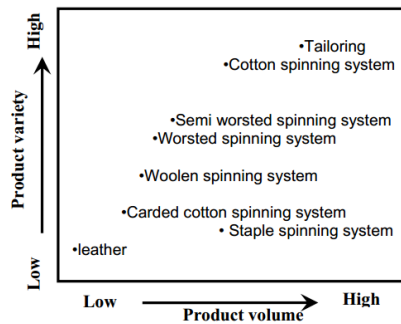 High
Product variety
Low
•Tailoring
•Cotton spinning system
•Semi worsted spinning system
•Worsted spinning system
•Woolen spinning system
•Carded cotton spinning system
• Staple spinning system
•leather
Low
Product volume
High